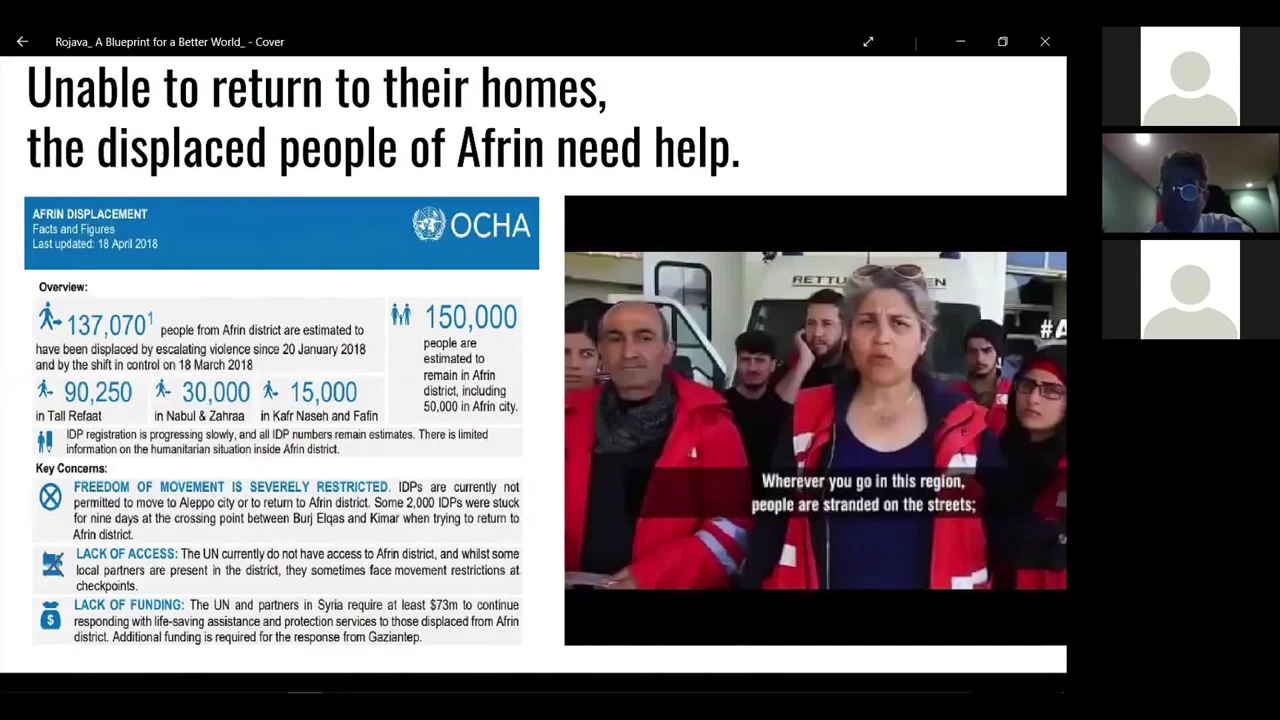 Rojava_ A Blueprint for a Better World_ - Cover
Unable to return to their homes,
the displaced people of Afrin need help.
AFRIN DISPLACEMENT
Facts and Figures
Last updated: 18 April 2018
OCHA
Overview:
137,070¹ people from Afrin district are estimated to
have been displaced by escalating violence since 20 January 2018
and by the shift in control on 18 March 2018
90,250
in Tall Refaat
30,000
in Nabul & Zahraa
15,000
in Kafr Naseh and Fafin
150,000
people are
estimated to
remain in Afrin
district, including
50,000 in Afrin city.
IDP registration is progressing slowly, and all IDP numbers remain estimates. There is limited
information on the humanitarian situation inside Afrin district.
Key Concerns:
FREEDOM OF MOVEMENT IS SEVERELY RESTRICTED. IDPs are currently not
permitted to move to Aleppo city or to return to Afrin district. Some 2,000 IDPs were stuck
for nine days at the crossing point between Burj Elqas and Kimar when trying to return to
Afrin district.
LACK OF ACCESS: The UN currently do not have access to Afrin district, and whilst some
local partners are present in the district, they sometimes face movement restrictions at
checkpoints.
LACK OF FUNDING: The UN and partners in Syria require at least $73m to continue
responding with life-saving assistance and protection services to those displaced from Afrin
district. Additional funding is required for the response from Gaziantep.
#A
Wherever you go in this region,
people are stranded on the streets;